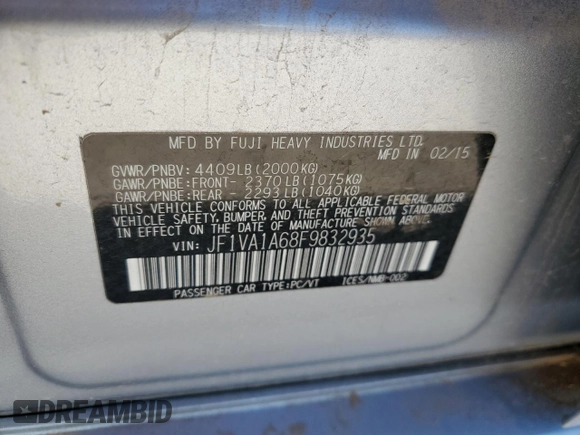 MFD BY FUJI HEAVY INDUSTRIES LTD.
MFD IN 02/15
GVWR/PNBV: 4409LB(2000KG)
GAWR/PNBE:FRONT- 2370LB(1075KG)
GAWR/PNBE:REAR - 2293LB(1040KG)
THIS VEHICLE CONFORMS TO ALL APPLICABLE FEDERAL MOTOR
VEHICLE SAFETY, BUMPER, AND THEFT PREVENTION STANDARDS
IN EFFECT ON THE DATE OF MANUFACTURE SHOWN ABOVE.
VIN: JF1VA1A68F9832935
PASSENGER CAR TYPE:PC/VT ICES/NMB-002
DREAMBID